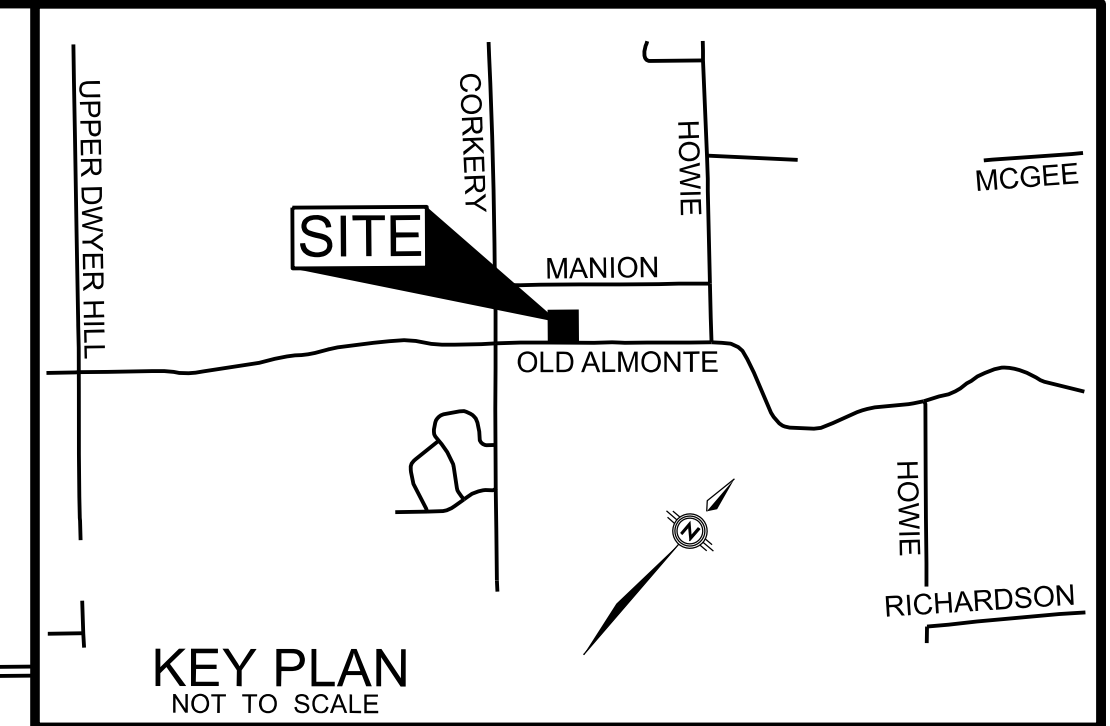 UPPER DWYER HILL
CORKERY
HOWIE
MCGEE
SITE
MANION
OLD ALMONTE
HOWIE
N
RICHARDSON
KEY PLAN
NOT TO SCALE